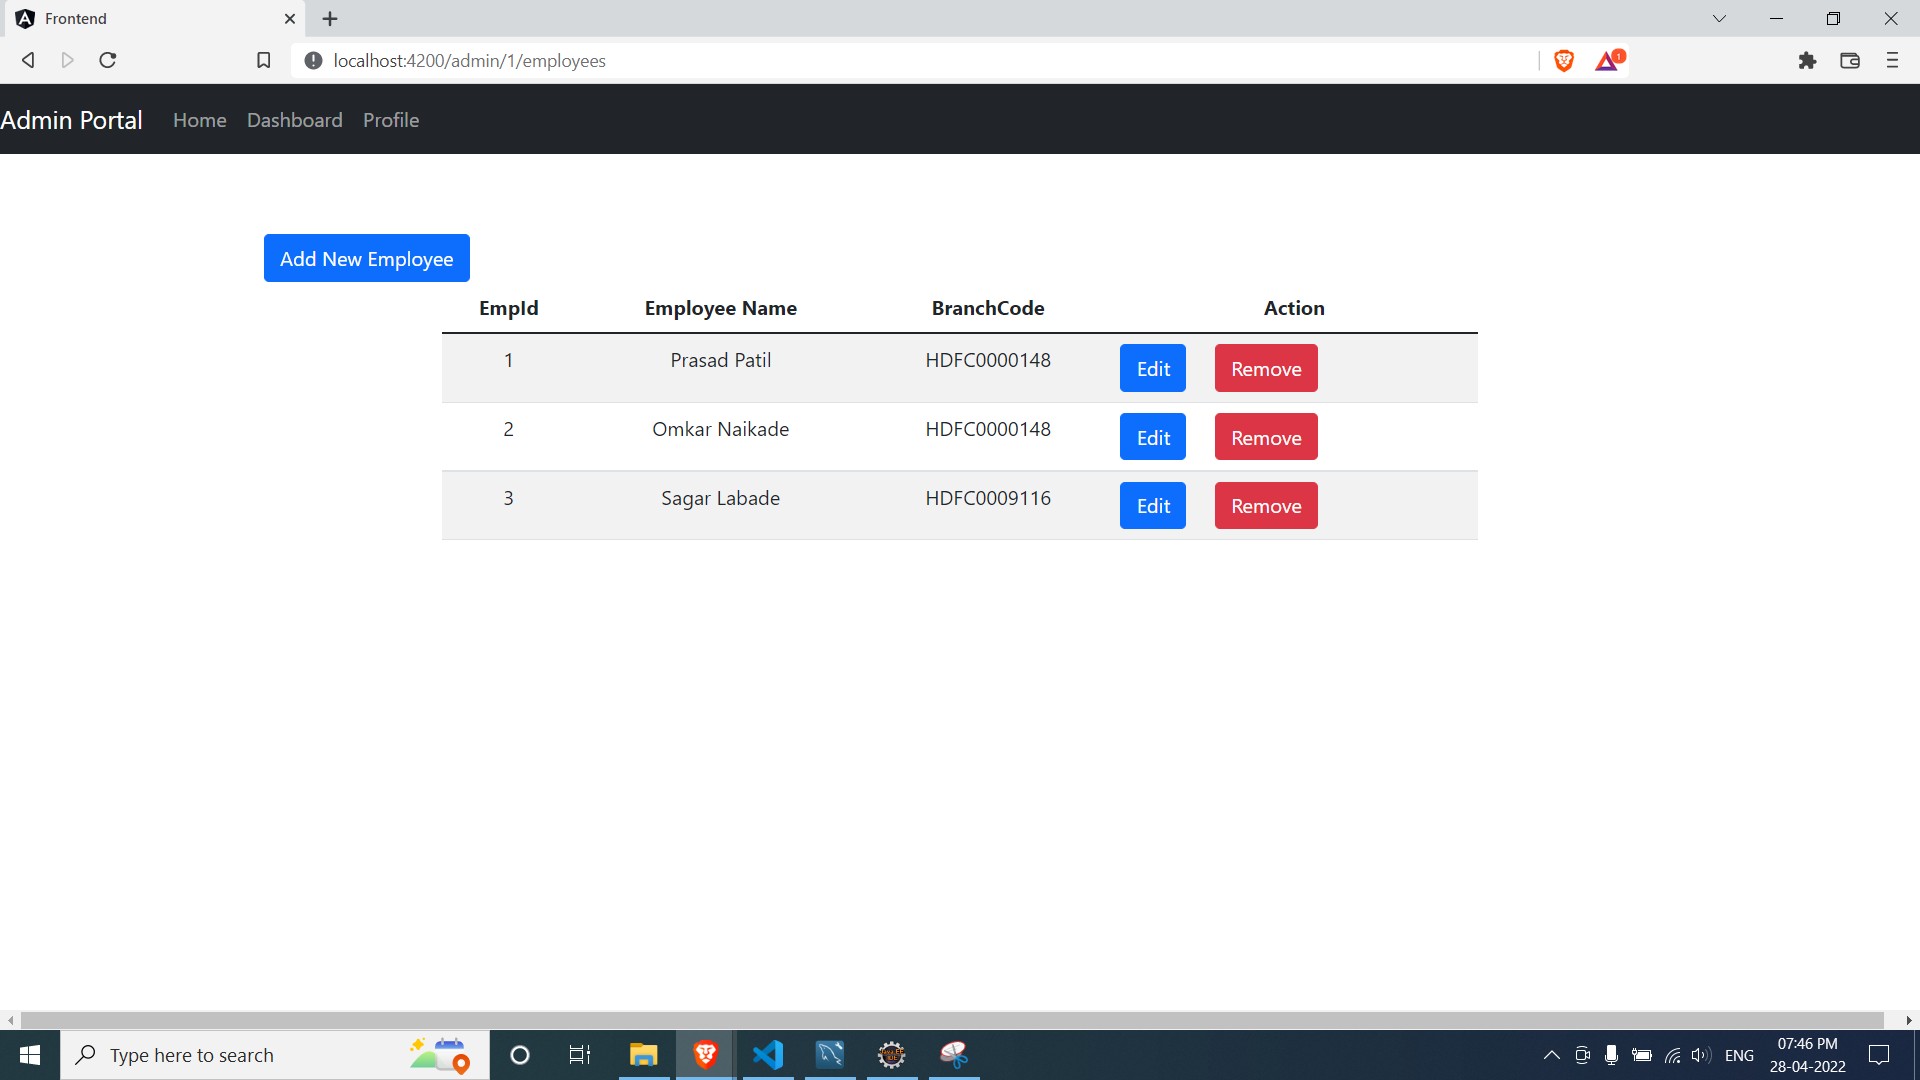 Frontend
localhost:4200/admin/1/employees
1
Admin Portal Home Dashboard Profile
Add New Employee
EmpId Employee Name BranchCode Action
1 Prasad Patil HDFC0000148 Edit Remove
2 Omkar Naikade HDFC0000148 Edit Remove
3 Sagar Labade HDFC0009116 Edit Remove
Type here to search
ENG
07:46 PM
28-04-2022